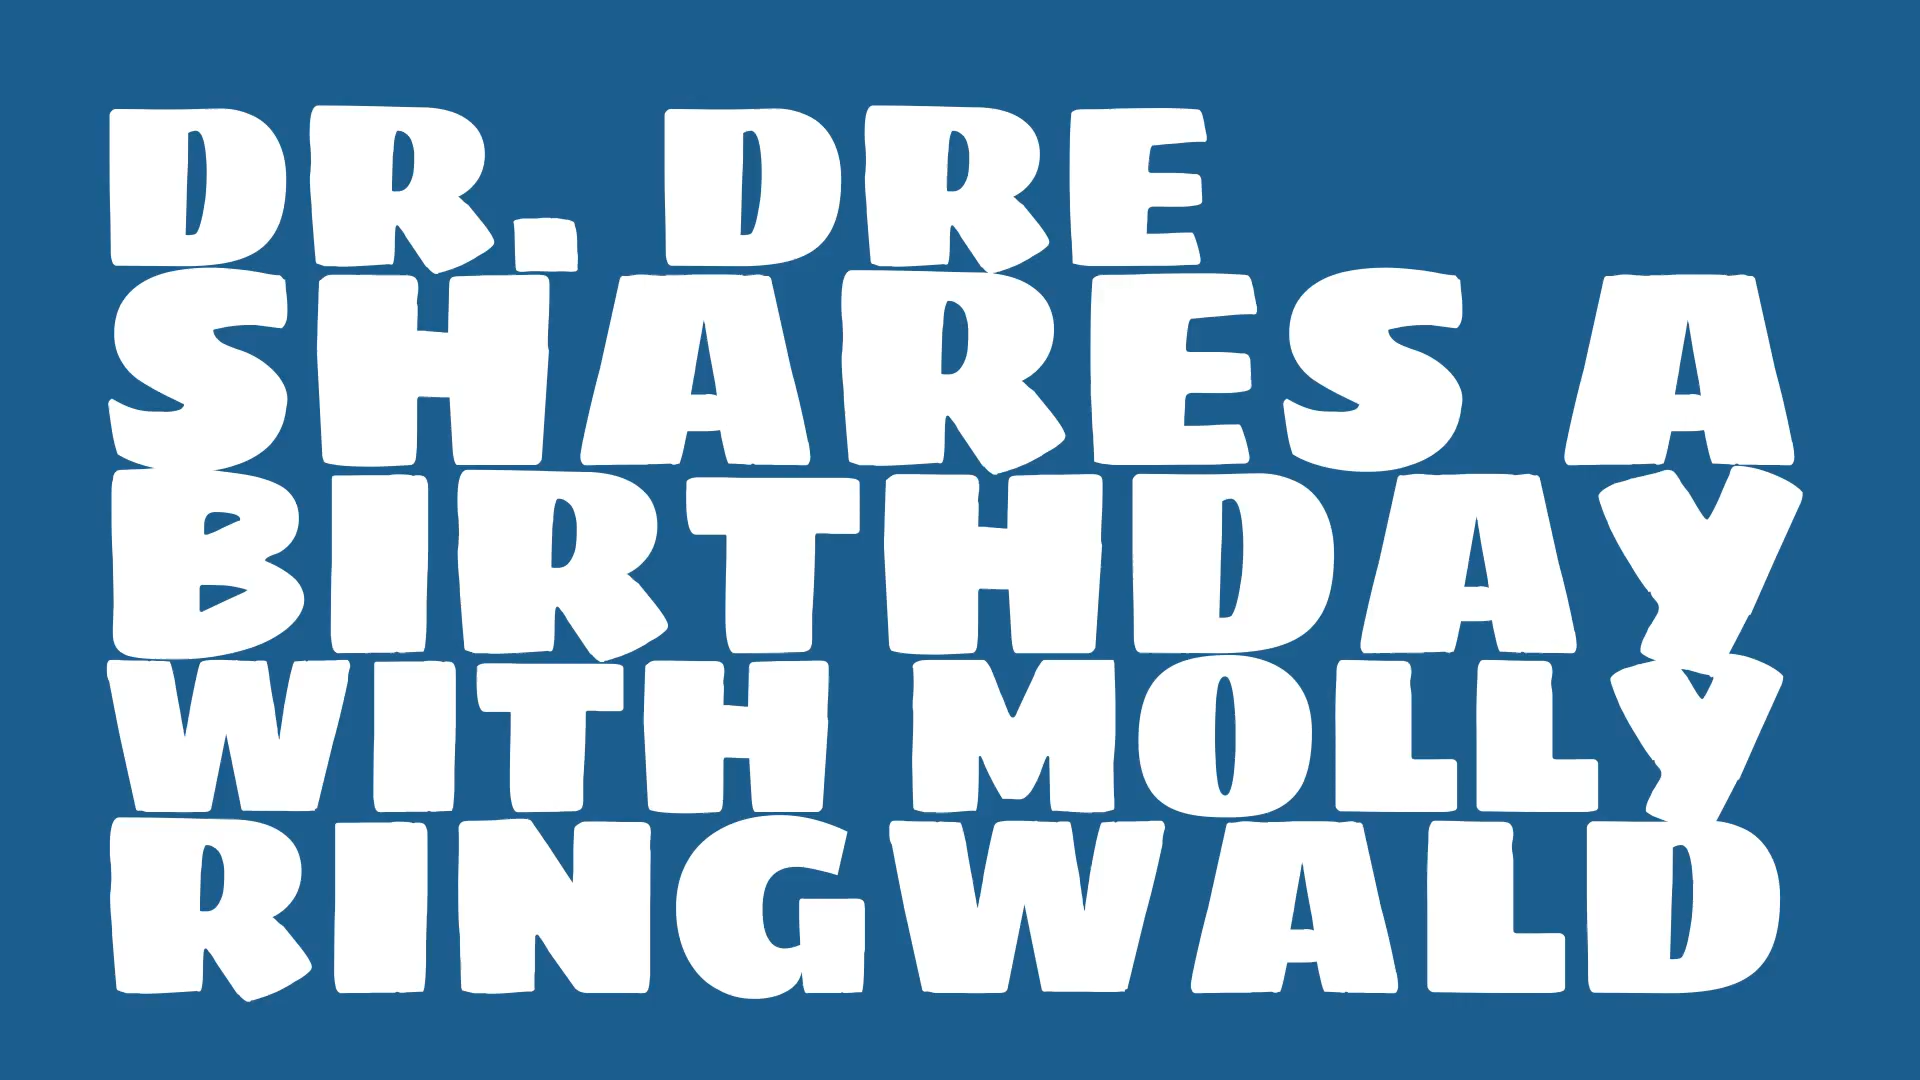 DR. DRE
SHARES A
BIRTHDAY
WITH MOLLY
RINGWALD